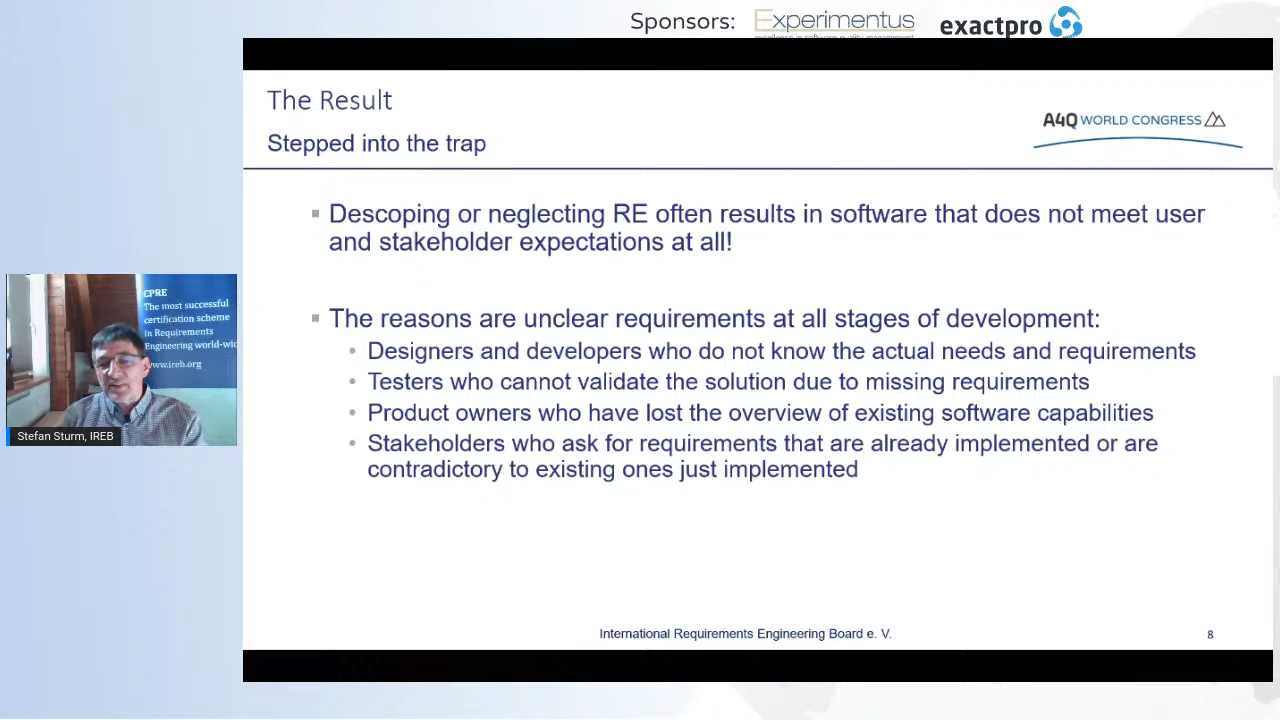 Sponsors: Experimentus exactpro
excellence in software quality management
The Result
A4Q WORLD CONGRESS
Stepped into the trap
Descoping or neglecting RE often results in software that does not meet user
and stakeholder expectations at all!
The reasons are unclear requirements at all stages of development:
Designers and developers who do not know the actual needs and requirements
Testers who cannot validate the solution due to missing requirements
Product owners who have lost the overview of existing software capabilities
Stakeholders who ask for requirements that are already implemented or are
contradictory to existing ones just implemented
CPRE
The most successful
certification scheme
in Requirements
Engineering world-wid
www.ireb.org
Stefan Sturm, IREB
International Requirements Engineering Board e. V.
8